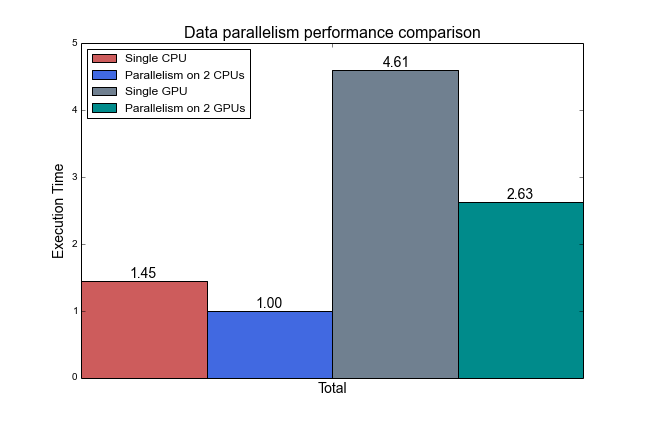 Data parallelism performance comparison
Single CPU
Parallelism on 2 CPUs
Single GPU
Parallelism on 2 GPUs
Execution Time
5
4
3
2
1
0
1.45
1.00
4.61
2.63
Total